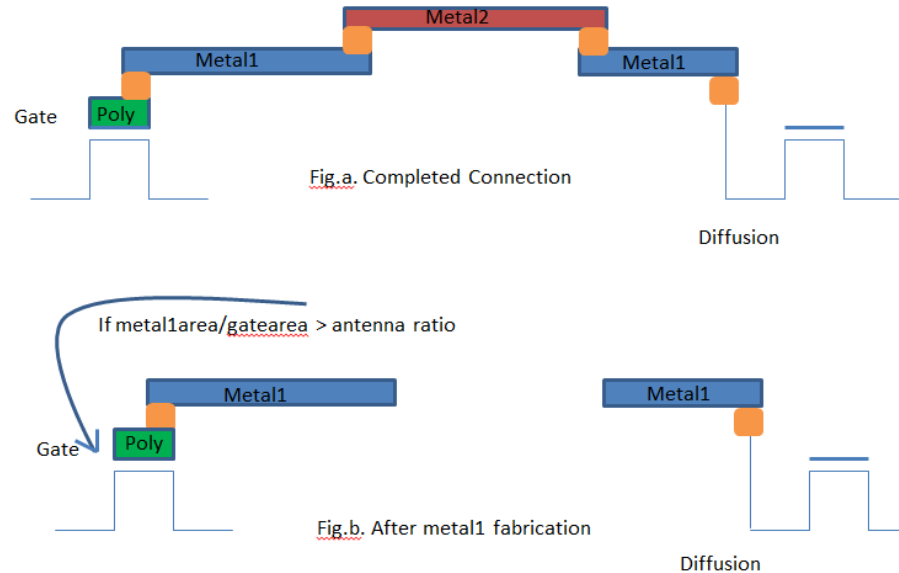 Metal2
Metal1
Metal1
Gate
Poly
Fig.a. Completed Connection
Diffusion
If metal1area/gatearea > antenna ratio
Metal1
Metal1
Gate
Poly
Fig.b. After metal1 fabrication
Diffusion